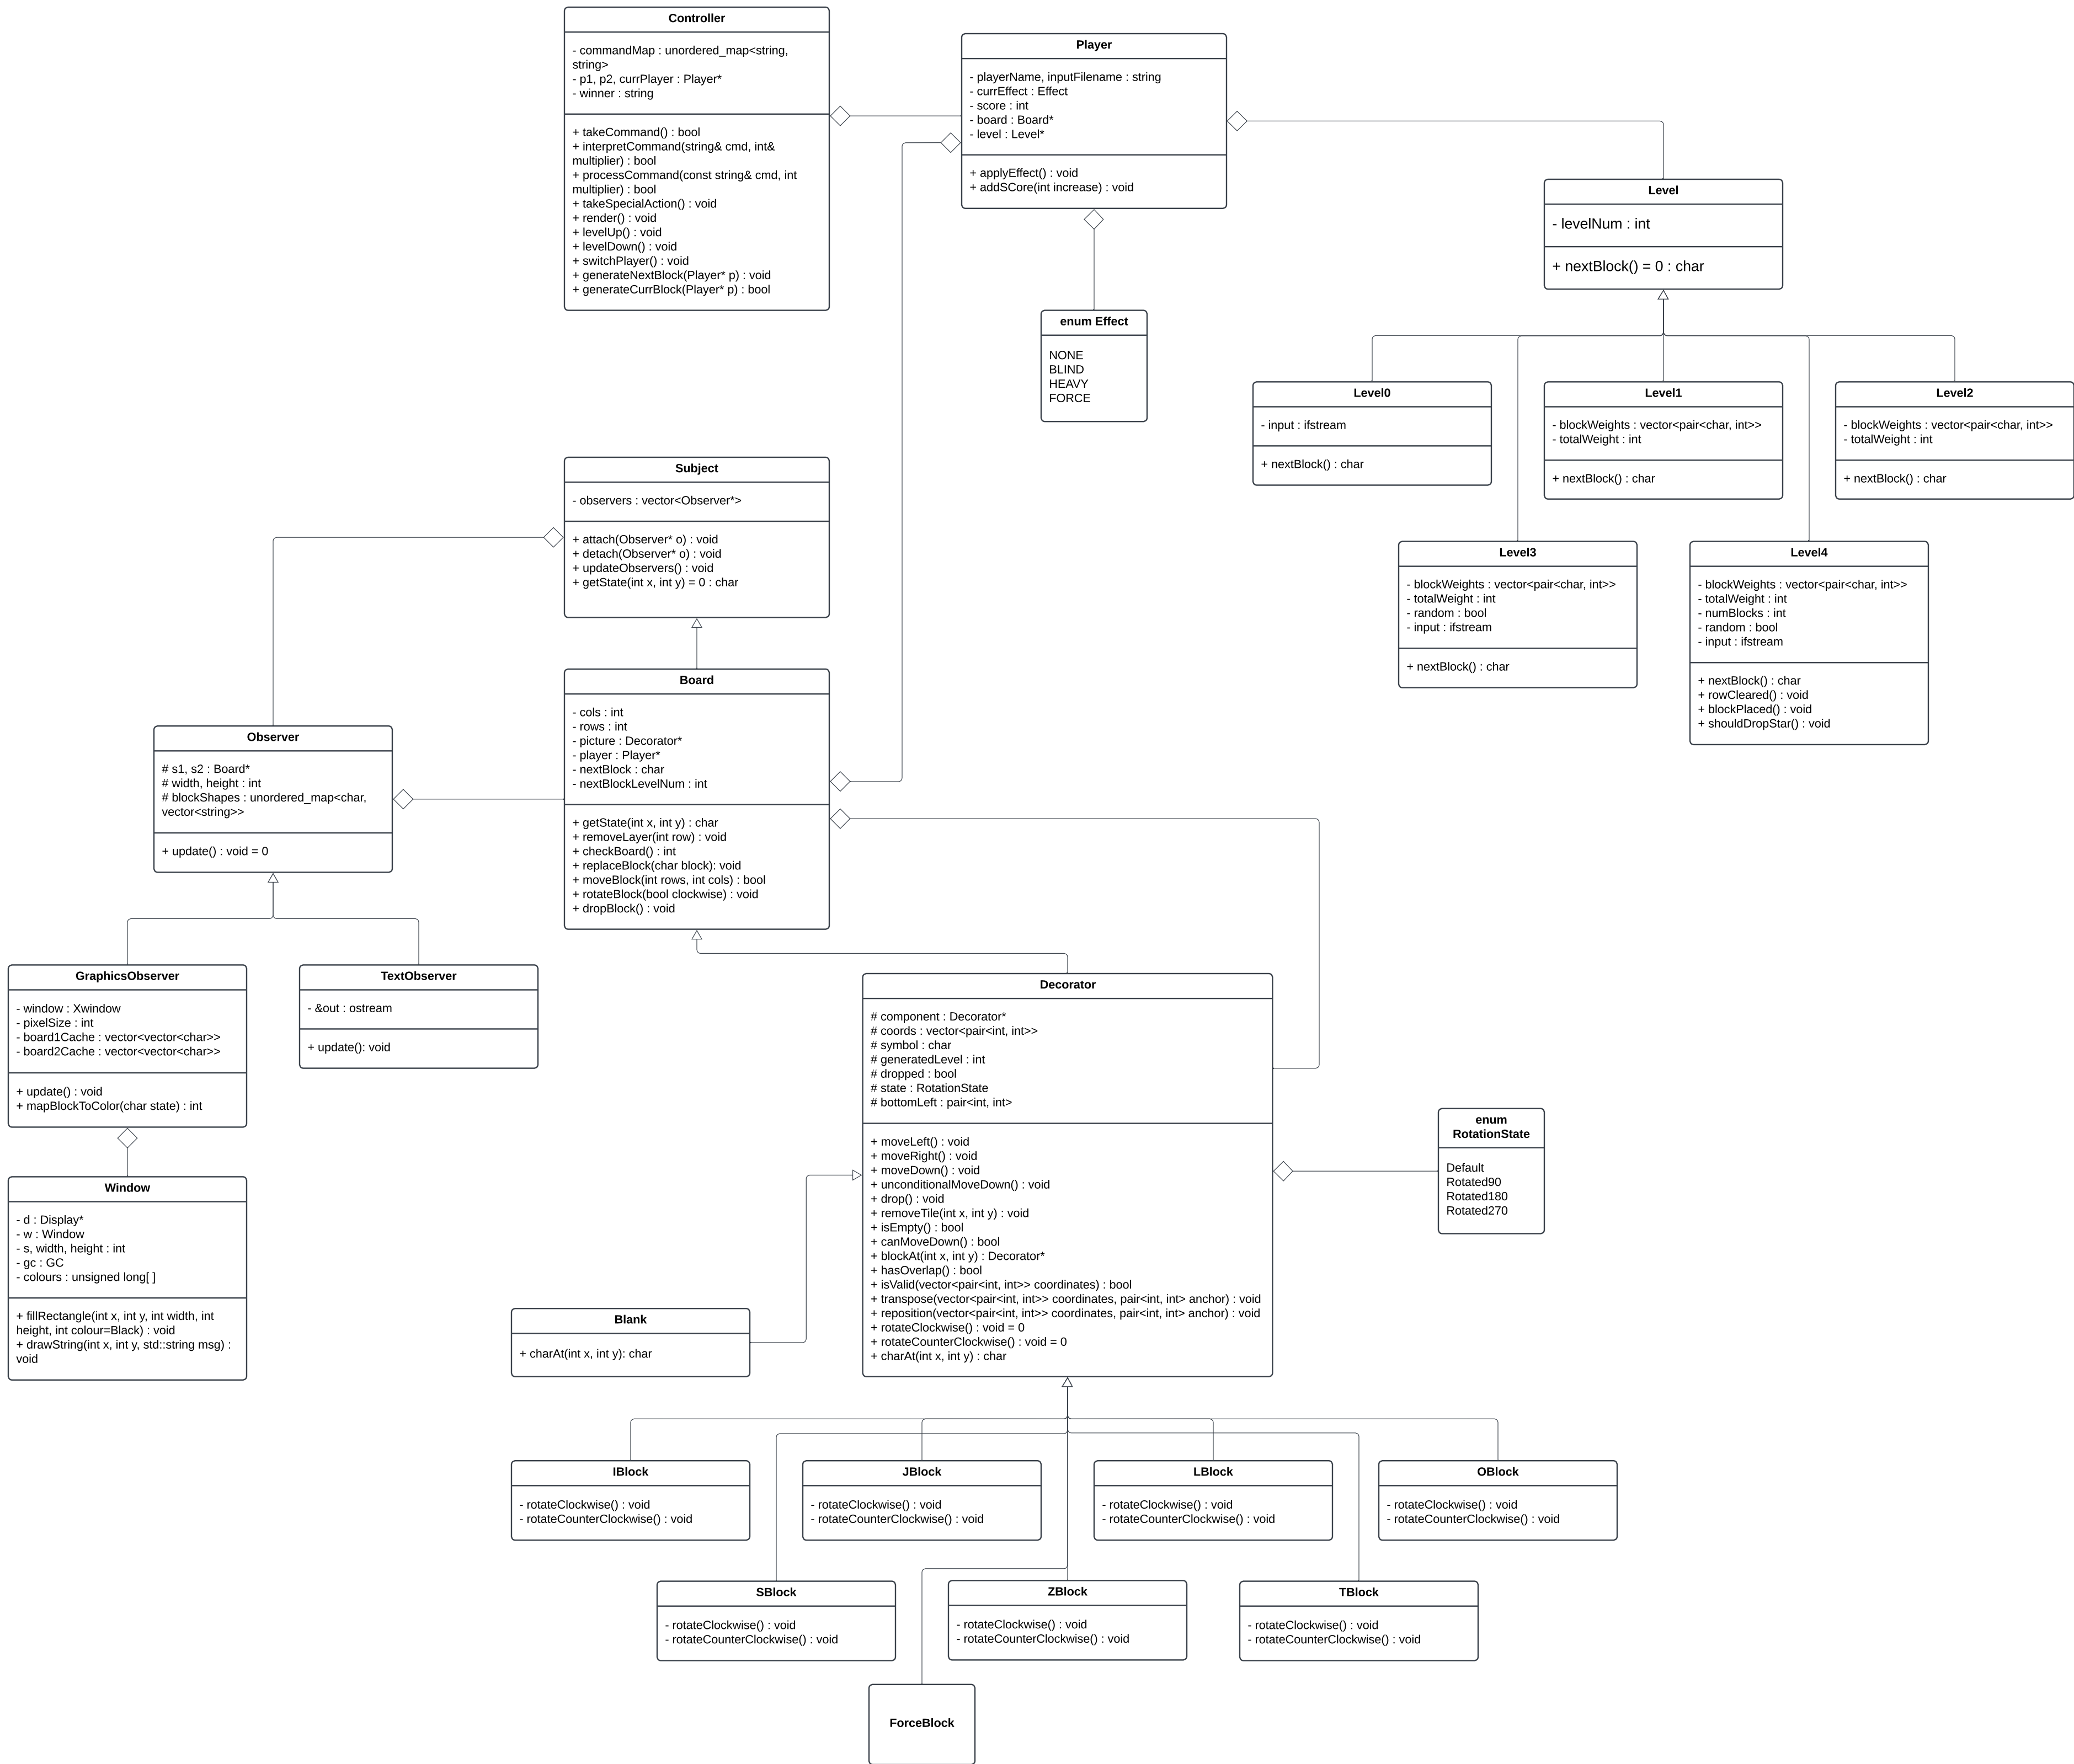 Controller
- commandMap : unordered_map<string,
string>
- p1, p2, currPlayer : Player*
- winner : string
+ takeCommand() : bool
+ interpretCommand(string& cmd, int&
multiplier) : bool
+ processCommand(const string& cmd, int
multiplier) : bool
+ takeSpecialAction() : void
+ render() : void
+ levelUp() : void
+ levelDown() : void
+ switchPlayer() : void
+ generateNextBlock(Player* p) : void
+ generateCurrBlock(Player* p) : bool
Player
- playerName, inputFilename : string
- currEffect : Effect
- score : int
- board : Board*
- level : Level*
+ applyEffect() : void
+ addSCore(int increase) : void
Level
- levelNum : int
+ nextBlock() = 0 : char
enum Effect
NONE
BLIND
HEAVY
FORCE
Level0
- input : ifstream
+ nextBlock() : char
Level1
- blockWeights : vector<pair<char, int>>
- totalWeight : int
+ nextBlock() : char
Level2
- blockWeights : vector<pair<char, int>>
- totalWeight : int
+ nextBlock() : char
Subject
- observers : vector<Observer*>
+ attach(Observer* o) : void
+ detach(Observer* o) : void
+ updateObservers() : void
+ getState(int x, int y) = 0 : char
Level3
- blockWeights : vector<pair<char, int>>
- totalWeight : int
- random : bool
- input : ifstream
+ nextBlock() : char
Level4
- blockWeights : vector<pair<char, int>>
- totalWeight : int
- numBlocks : int
- random : bool
- input : ifstream
+ nextBlock() : char
+ rowCleared() : void
+ blockPlaced() : void
+ shouldDropStar() : void
Board
- cols : int
- rows : int
- picture : Decorator*
- player : Player*
- nextBlock : char
- nextBlockLevelNum : int
+ getState(int x, int y) : char
+ removeLayer(int row) : void
+ checkBoard() : int
+ replaceBlock(char block): void
+ moveBlock(int rows, int cols) : bool
+ rotateBlock(bool clockwise) : void
+ dropBlock() : void
Observer
# s1, s2 : Board*
# width, height : int
# blockShapes : unordered_map<char,
vector<string>>
+ update() : void = 0
GraphicsObserver
- window : Xwindow
- pixelSize : int
- board1Cache : vector<vector<char>>
- board2Cache : vector<vector<char>>
+ update() : void
+ mapBlockToColor(char state) : int
TextObserver
- &out : ostream
+ update(): void
Decorator
# component : Decorator*
# coords : vector<pair<int, int>>
# symbol : char
# generatedLevel : int
# dropped : bool
# state : RotationState
# bottomLeft : pair<int, int>
+ moveLeft() : void
+ moveRight() : void
+ moveDown() : void
+ unconditionalMoveDown() : void
+ drop() : void
+ removeTile(int x, int y) : void
+ isEmpty() : bool
+ canMoveDown() : bool
+ blockAt(int x, int y) : Decorator*
+ hasOverlap() : bool
+ isValid(vector<pair<int, int>> coordinates) : bool
+ transpose(vector<pair<int, int>> coordinates, pair<int, int> anchor) : void
+ reposition(vector<pair<int, int>> coordinates, pair<int, int> anchor) : void
+ rotateClockwise() : void = 0
+ rotateCounterClockwise() : void = 0
+ charAt(int x, int y) : char
enum
RotationState
Default
Rotated90
Rotated180
Rotated270
Window
- d : Display*
- w : Window
- s, width, height : int
- gc : GC
- colours : unsigned long[ ]
+ fillRectangle(int x, int y, int width, int
height, int colour=Black) : void
+ drawString(int x, int y, std::string msg) :
void
Blank
+ charAt(int x, int y): char
IBlock
- rotateClockwise() : void
- rotateCounterClockwise() : void
JBlock
- rotateClockwise() : void
- rotateCounterClockwise() : void
LBlock
- rotateClockwise() : void
- rotateCounterClockwise() : void
OBlock
- rotateClockwise() : void
- rotateCounterClockwise() : void
SBlock
- rotateClockwise() : void
- rotateCounterClockwise() : void
ZBlock
- rotateClockwise() : void
- rotateCounterClockwise() : void
TBlock
- rotateClockwise() : void
- rotateCounterClockwise() : void
ForceBlock